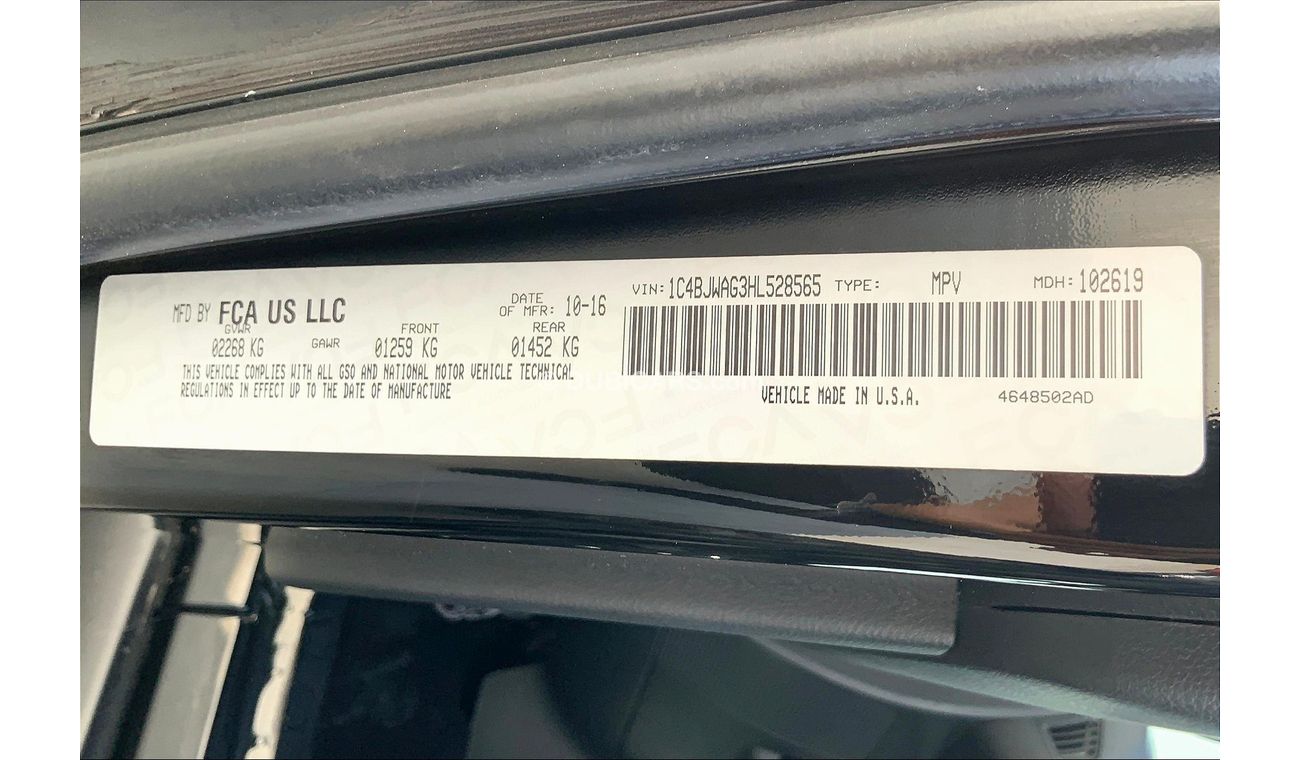 MFD BY FCA US LLC DATE OF MFR: 10-16
GVWR FRONT REAR
02268 KG GAWR 01259 KG 01452 KG
THIS VEHICLE COMPLIES WITH ALL GSO AND NATIONAL MOTOR VEHICLE TECHNICAL
REGULATIONS IN EFFECT UP TO THE DATE OF MANUFACTURE
VIN: 1C4BJWAG3HL528565 TYPE: MPV MDH: 102619
VEHICLE MADE IN U.S.A. 4648502AD
DUBICARS.com